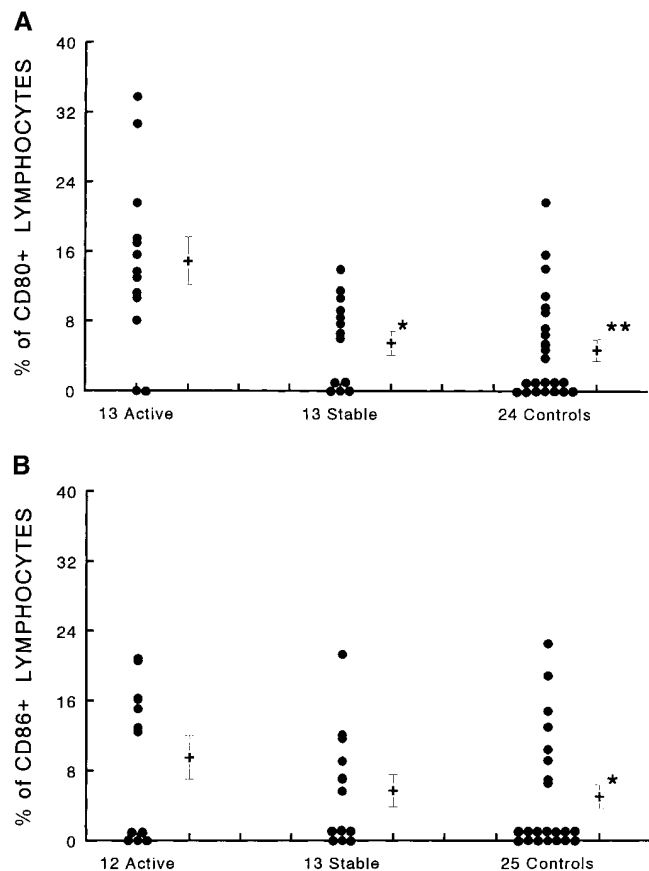 A
% of CD80+ LYMPHOCYTES
40
32
24
16
8
0
*
**
13 Active 13 Stable 24 Controls
B
% of CD86+ LYMPHOCYTES
40
32
24
16
8
0
*
12 Active 13 Stable 25 Controls